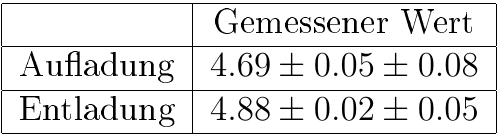 Gemessener Wert
Aufladung 4.69 ± 0.05 ± 0.08
Entladung 4.88 ± 0.02 ± 0.05